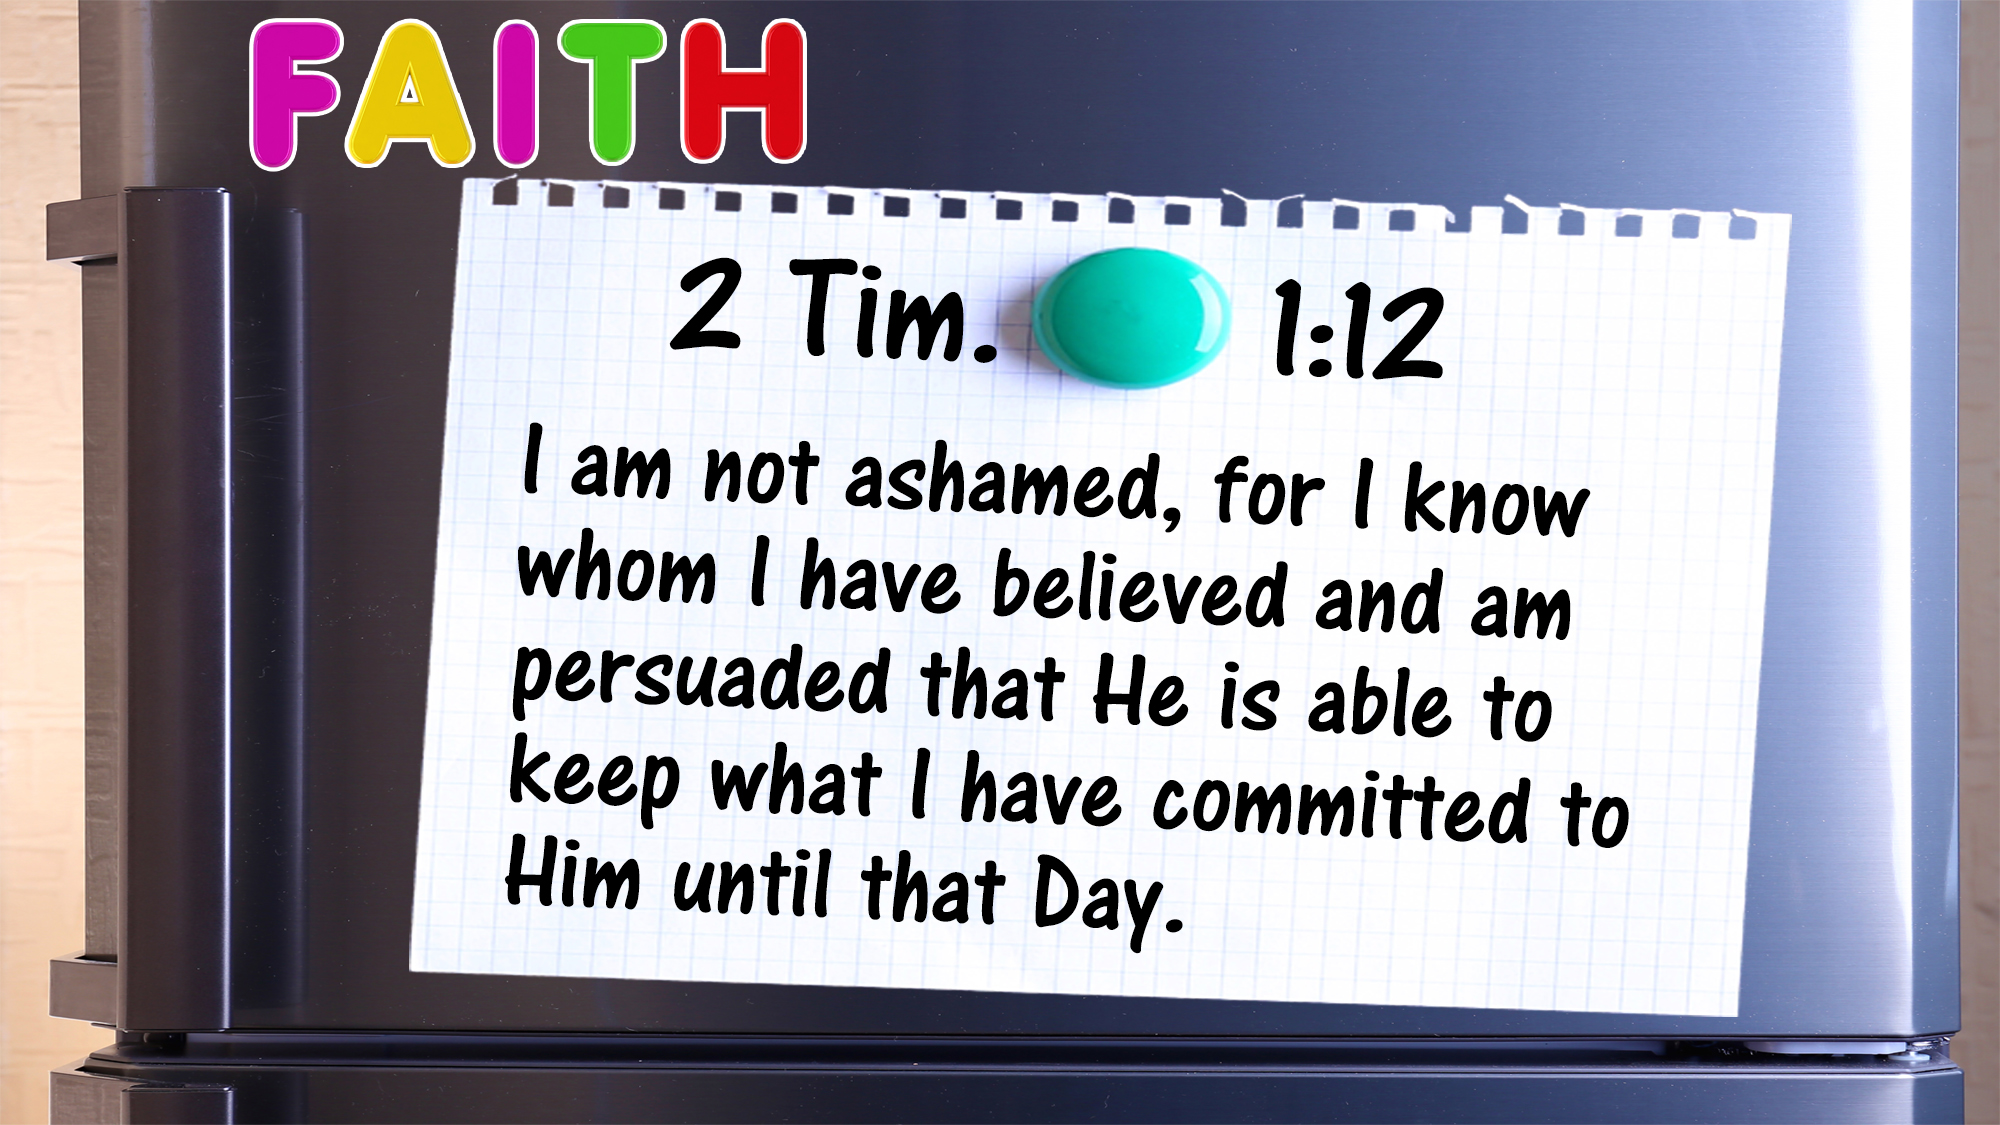 FAITH
2 Tim. 1:12
I am not ashamed, for I know
whom I have believed and am
persuaded that He is able to
keep what I have committed to
Him until that Day.